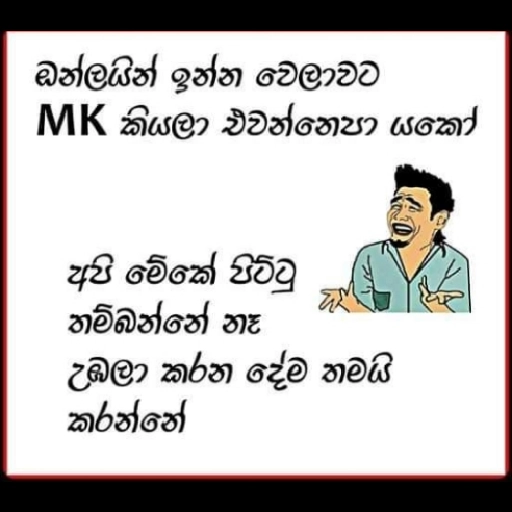 ඔන්ලයින් ඉන්න වෙලාවට
MK කියලා එවන්නෙපා යකෝ
අපි මේකේ පිට්ටු
තම්බන්නේ නෑ
උඹලා කරන දේම තමයි
කරන්නේ